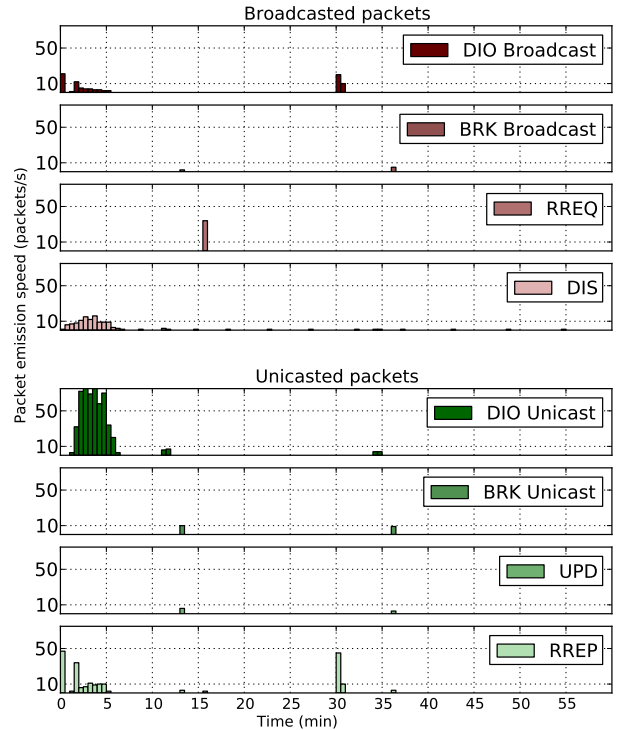 Broadcasted packets
50
10
DIO Broadcast
50
10
BRK Broadcast
50
10
RREQ
50
10
DIS
Packet emission speed (packets/s)
Unicasted packets
50
10
DIO Unicast
50
10
BRK Unicast
50
10
UPD
50
10
RREP
0 5 10 15 20 25 30 35 40 45 50 55
Time (min)